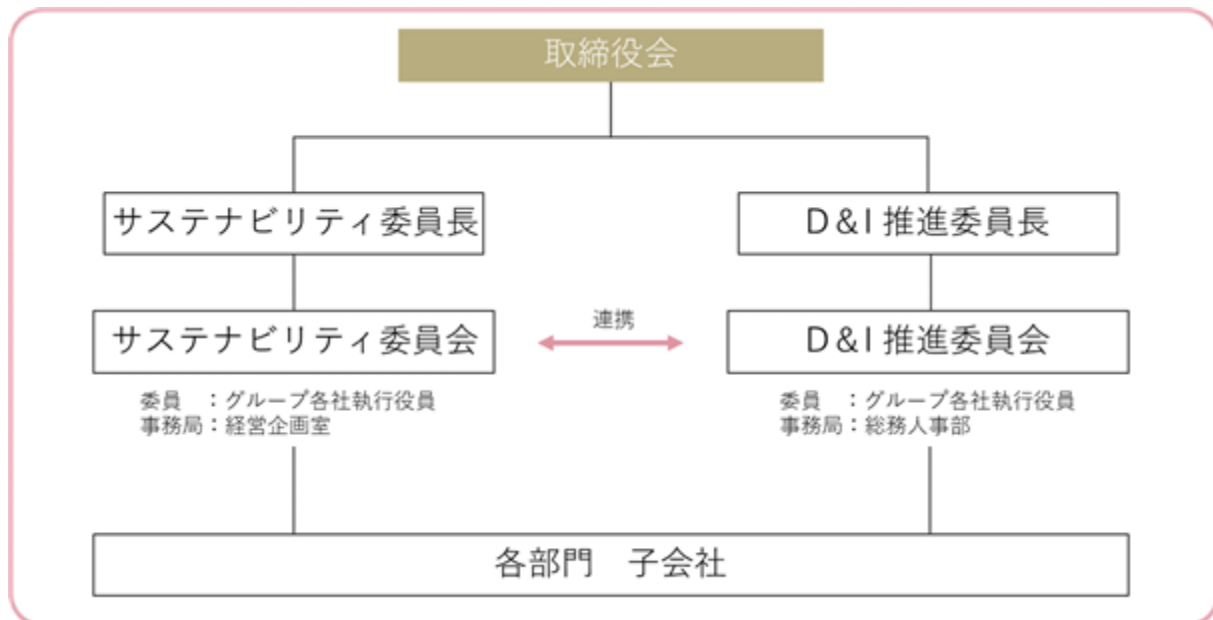 取締役会
サステナビリティ委員長
D&I 推進委員長
サステナビリティ委員会
連携
D&I 推進委員会
委員　：グループ各社執行役員
事務局：経営企画室
委員　：グループ各社執行役員
事務局：総務人事部
各部門　子会社